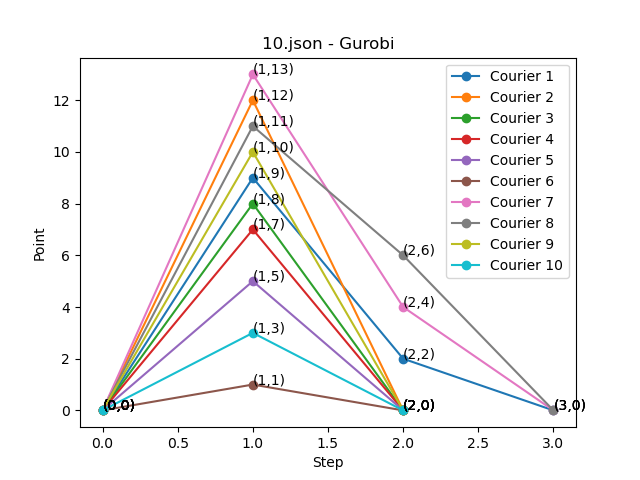 10.json - Gurobi
(1,13)
(1,12)
(1,11)
(1,10)
(1,9)
(1,8)
(1,7)
(2,6)
(1,5)
(2,4)
(1,3)
(2,2)
(1,1)
(0,0)
(2,0)
(3,0)
Courier 1
Courier 2
Courier 3
Courier 4
Courier 5
Courier 6
Courier 7
Courier 8
Courier 9
Courier 10
12
10
8
6
4
2
0
Point
0.0 0.5 1.0 1.5 2.0 2.5 3.0
Step